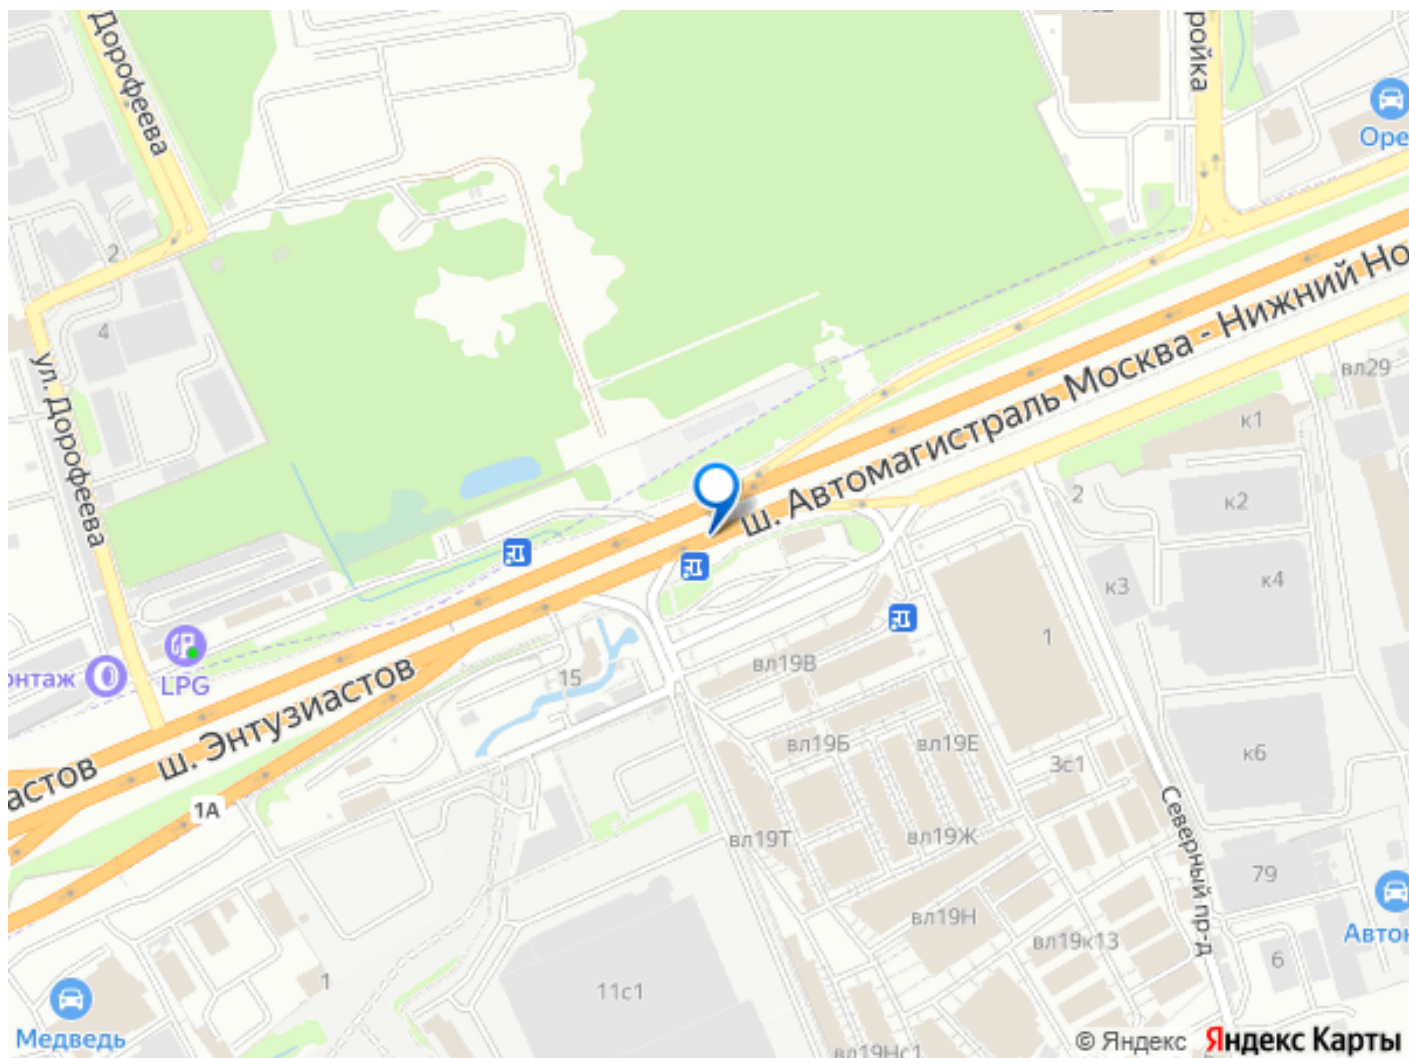 Дорофеева
ройка
Оре
2
4
ул. Дорофеева
ш. Автомагистраль Москва - Нижний Но
вл29
к1
2
к2
к3
к4
1
онтаж
LPG
15
вл19В
ш. Энтузиастов
астов
1А
вл19Б
вл19Е
3с1
к6
вл19Т
вл19Ж
Северный пр-д
79
вл19Н
вл19к13
Авток
6
1
11с1
Медведь
вл19Нс1
© Яндекс Яндекс Карты